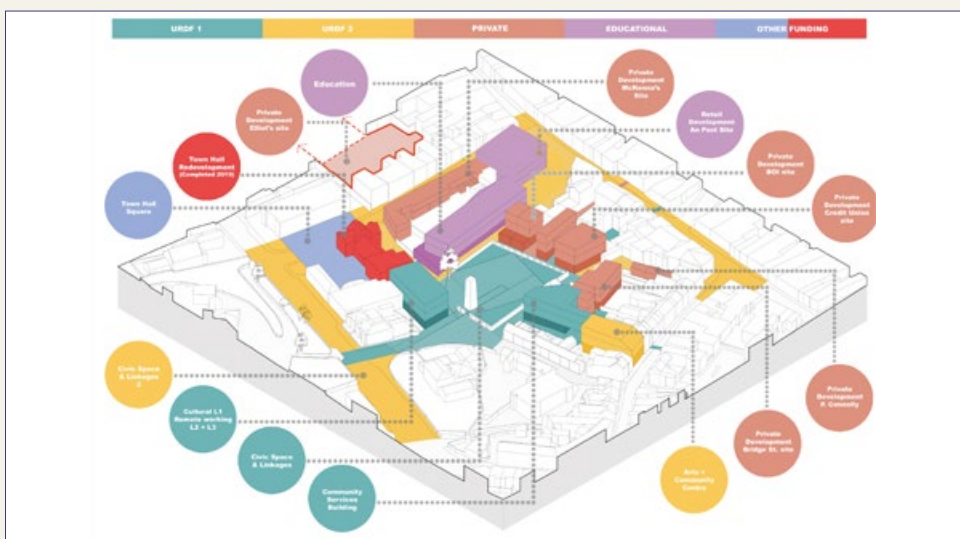 URDF 1
URDF 2
PRIVATE
EDUCATIONAL
OTHER FUNDING
Education
Private
Development
McKenna's
Site
Private
Development
Elliot's site
Retail
Development
An Post Site
Town Hall
Redevelopment
(Completed 2019)
Private
Development
BOI site
Town Hall
Square
Private
Development
Credit Union
site
Civic Space
& Linkages
2
Cultural L1
Remote working
L2 + L3
Private
Development
P. Connolly
Civic Space
& Linkages
Private
Development
Bridge St. site
Community
Services
Building
Arts +
Community
Centre